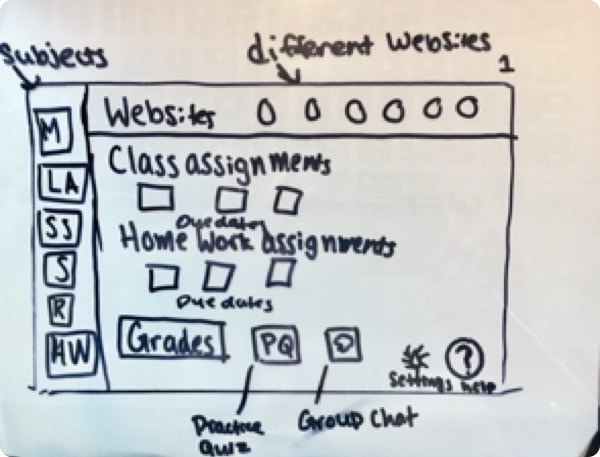 Subjects
different Websites
1
Websites
M
LA
SS
S
R
HW
Class assignments
Due dates
Home Work assignments
Due dates
Grades
PQ
Settings
?
help
Practice
Quiz
Group Chat